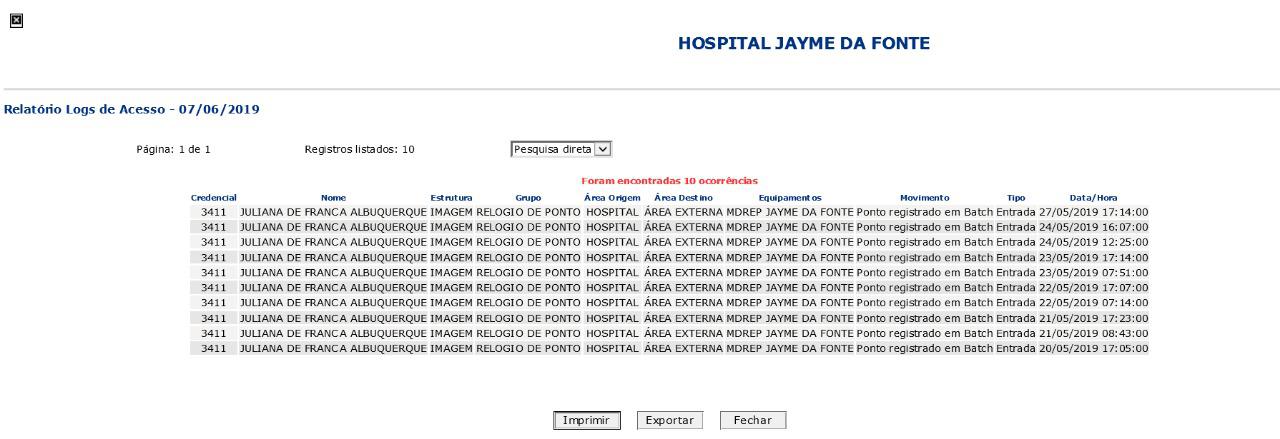 HOSPITAL JAYME DA FONTE
Relatório Logs de Acesso - 07/06/2019
Página: 1 de 1 Registros listados: 10 Pesquisa direta
Foram encontradas 10 ocorrências
Credencial Nome Estrutura Grupo Área Origem Área Destino Equipamentos Movimento Tipo Data/Hora
3411 JULIANA DE FRANCA ALBUQUERQUE IMAGEM RELOGIO DE PONTO HOSPITAL ÁREA EXTERNA MDREP JAYME DA FONTE Ponto registrado em Batch Entrada 27/05/2019 17:14:00
3411 JULIANA DE FRANCA ALBUQUERQUE IMAGEM RELOGIO DE PONTO HOSPITAL ÁREA EXTERNA MDREP JAYME DA FONTE Ponto registrado em Batch Entrada 24/05/2019 16:07:00
3411 JULIANA DE FRANCA ALBUQUERQUE IMAGEM RELOGIO DE PONTO HOSPITAL ÁREA EXTERNA MDREP JAYME DA FONTE Ponto registrado em Batch Entrada 24/05/2019 12:25:00
3411 JULIANA DE FRANCA ALBUQUERQUE IMAGEM RELOGIO DE PONTO HOSPITAL ÁREA EXTERNA MDREP JAYME DA FONTE Ponto registrado em Batch Entrada 23/05/2019 17:14:00
3411 JULIANA DE FRANCA ALBUQUERQUE IMAGEM RELOGIO DE PONTO HOSPITAL ÁREA EXTERNA MDREP JAYME DA FONTE Ponto registrado em Batch Entrada 23/05/2019 07:51:00
3411 JULIANA DE FRANCA ALBUQUERQUE IMAGEM RELOGIO DE PONTO HOSPITAL ÁREA EXTERNA MDREP JAYME DA FONTE Ponto registrado em Batch Entrada 22/05/2019 17:07:00
3411 JULIANA DE FRANCA ALBUQUERQUE IMAGEM RELOGIO DE PONTO HOSPITAL ÁREA EXTERNA MDREP JAYME DA FONTE Ponto registrado em Batch Entrada 22/05/2019 07:14:00
3411 JULIANA DE FRANCA ALBUQUERQUE IMAGEM RELOGIO DE PONTO HOSPITAL ÁREA EXTERNA MDREP JAYME DA FONTE Ponto registrado em Batch Entrada 21/05/2019 17:23:00
3411 JULIANA DE FRANCA ALBUQUERQUE IMAGEM RELOGIO DE PONTO HOSPITAL ÁREA EXTERNA MDREP JAYME DA FONTE Ponto registrado em Batch Entrada 21/05/2019 08:43:00
3411 JULIANA DE FRANCA ALBUQUERQUE IMAGEM RELOGIO DE PONTO HOSPITAL ÁREA EXTERNA MDREP JAYME DA FONTE Ponto registrado em Batch Entrada 20/05/2019 17:05:00
Imprimir Exportar Fechar